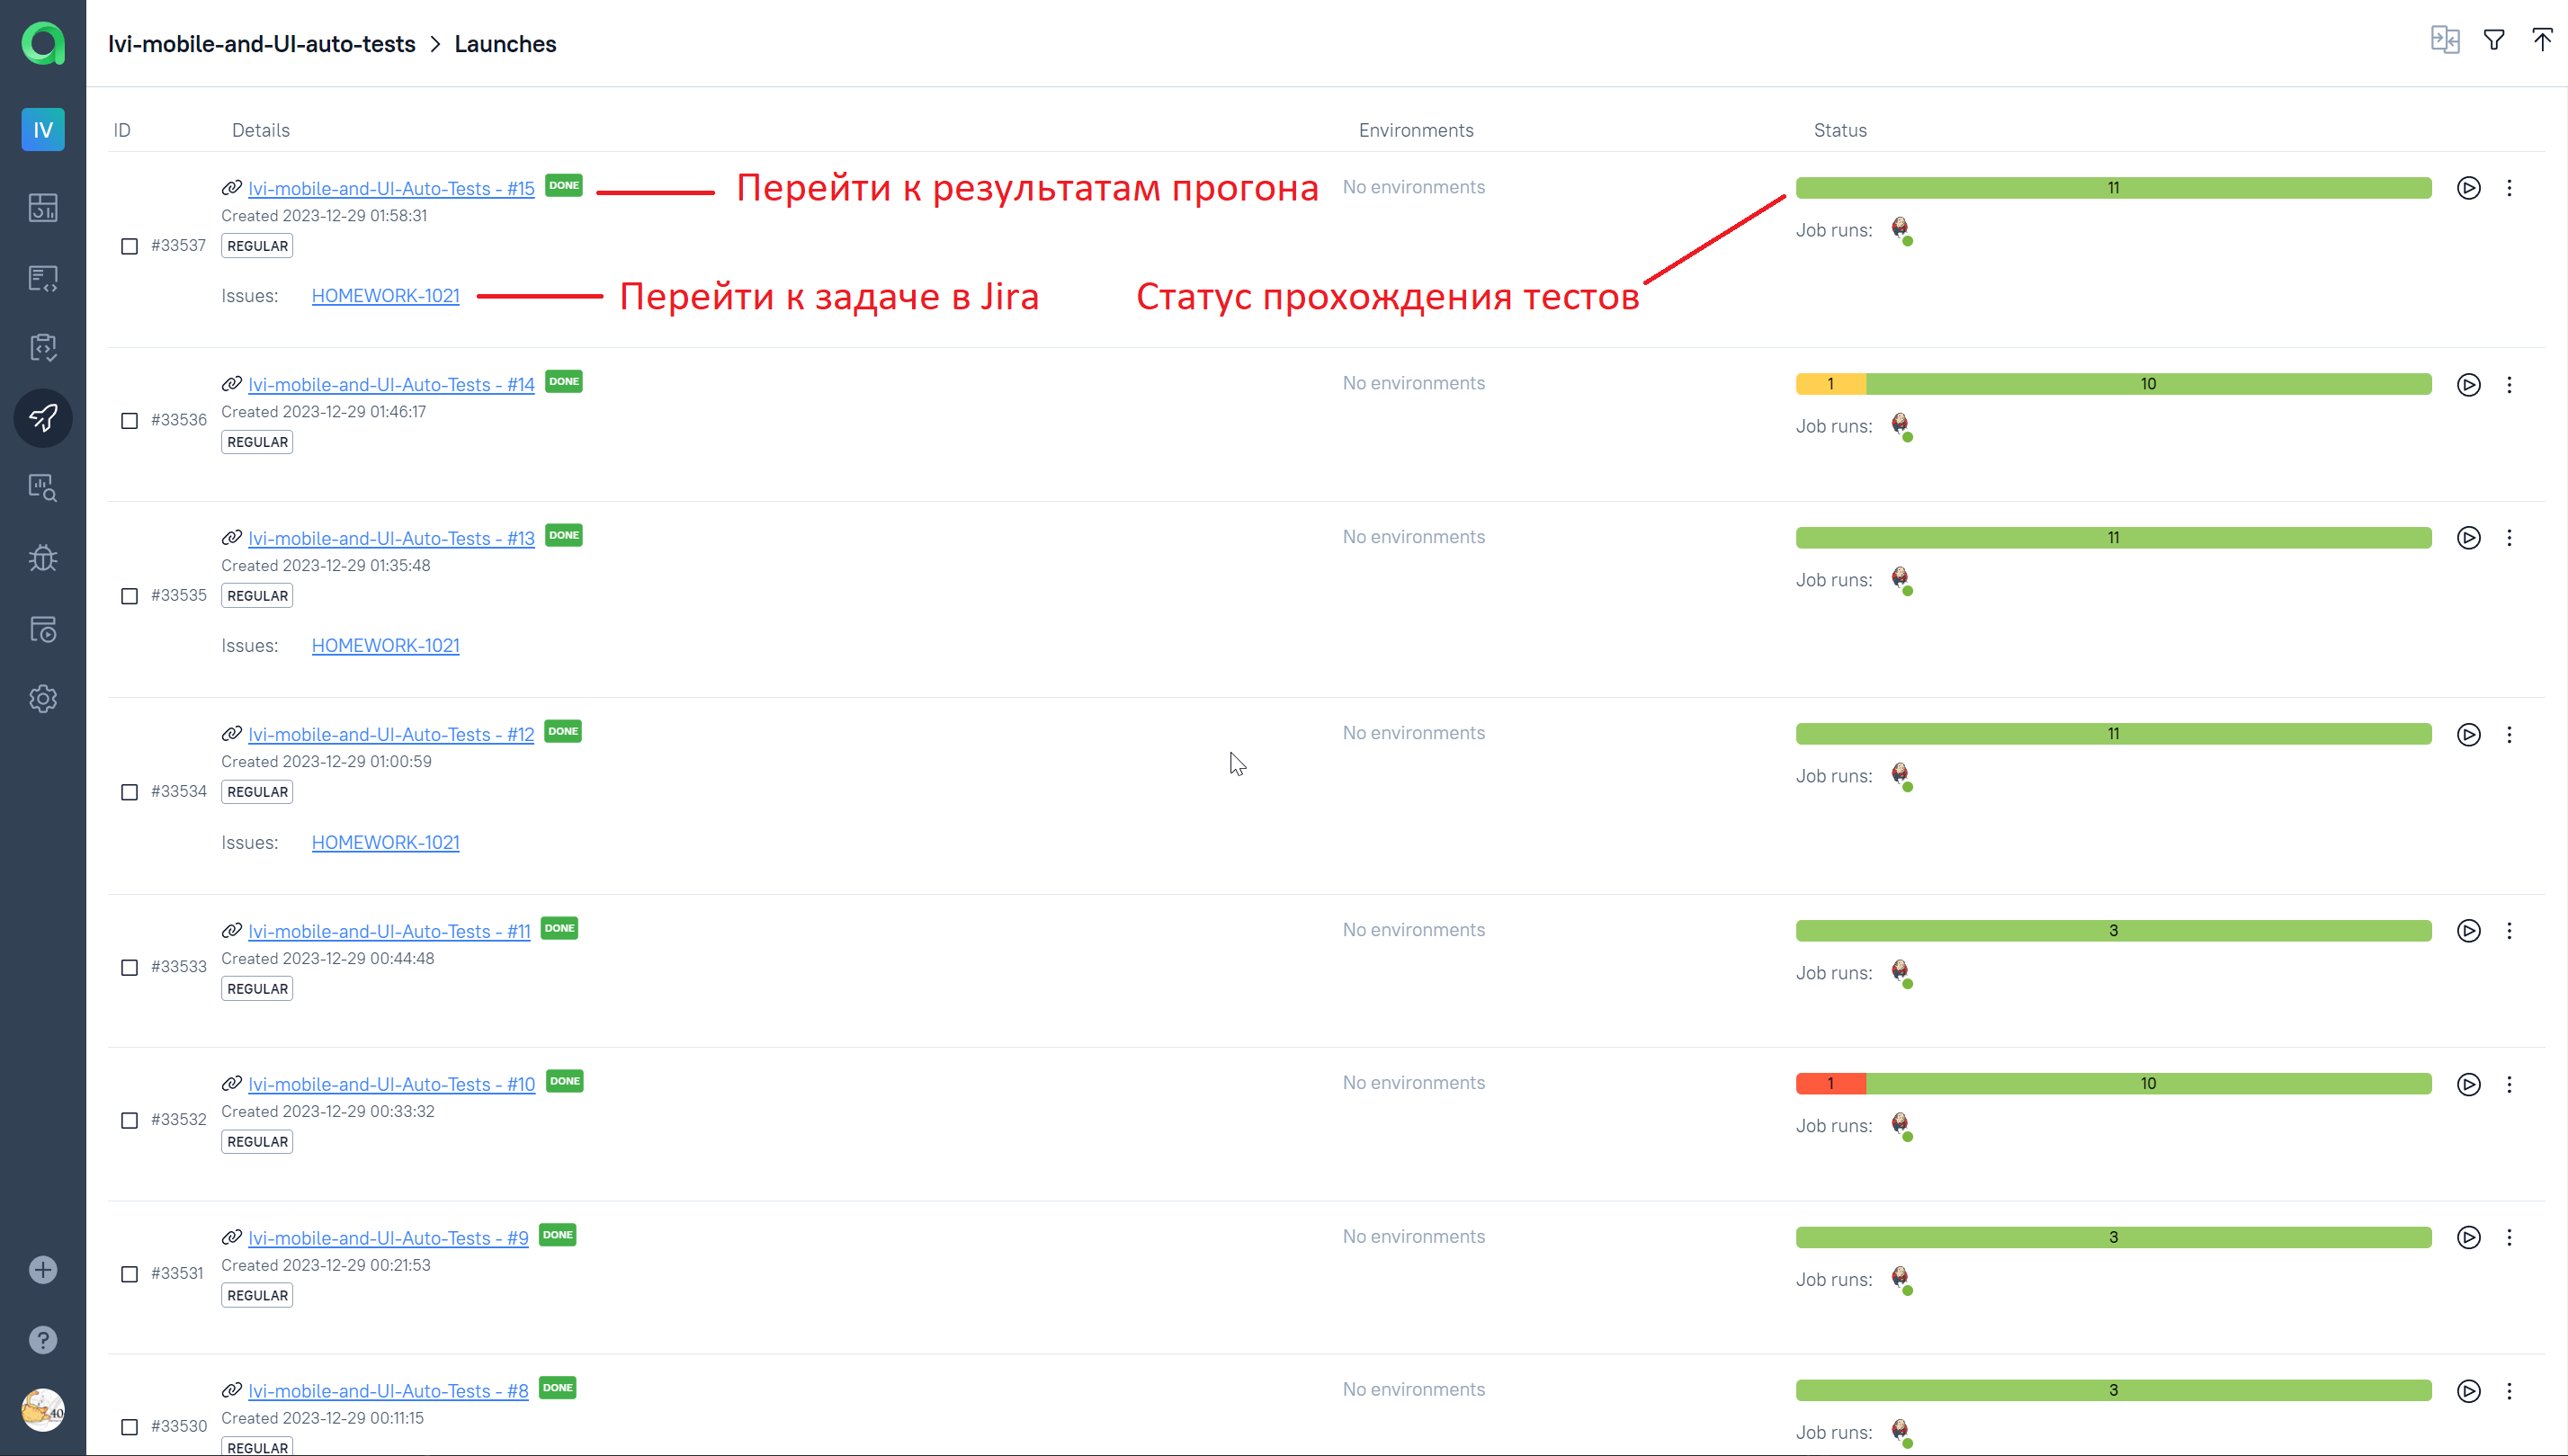 Ivi-mobile-and-UI-auto-tests > Launches
IV
ID Details Environments Status
Ivi-mobile-and-UI-Auto-Tests - #15 DONE Перейти к результатам прогона No environments 11
Created 2023-12-29 01:58:31
Job runs:
#33537 REGULAR
Issues: HOMEWORK-1021 Перейти к задаче в Jira Статус прохождения тестов
Ivi-mobile-and-UI-Auto-Tests - #14 DONE No environments 1 10
Created 2023-12-29 01:46:17
#33536 Job runs:
REGULAR
Ivi-mobile-and-UI-Auto-Tests - #13 DONE No environments 11
Created 2023-12-29 01:35:48
Job runs:
#33535 REGULAR
Issues: HOMEWORK-1021
Ivi-mobile-and-UI-Auto-Tests - #12 DONE No environments 11
Created 2023-12-29 01:00:59
Job runs:
#33534 REGULAR
Issues: HOMEWORK-1021
Ivi-mobile-and-UI-Auto-Tests - #11 DONE No environments 3
Created 2023-12-29 00:44:48
#33533 Job runs:
REGULAR
Ivi-mobile-and-UI-Auto-Tests - #10 DONE No environments 1 10
Created 2023-12-29 00:33:32
#33532 Job runs:
REGULAR
Ivi-mobile-and-UI-Auto-Tests - #9 DONE No environments 3
Created 2023-12-29 00:21:53
#33531 Job runs:
REGULAR
Ivi-mobile-and-UI-Auto-Tests - #8 DONE No environments 3
Created 2023-12-29 00:11:15
#33530 Job runs:
REGULAR
40